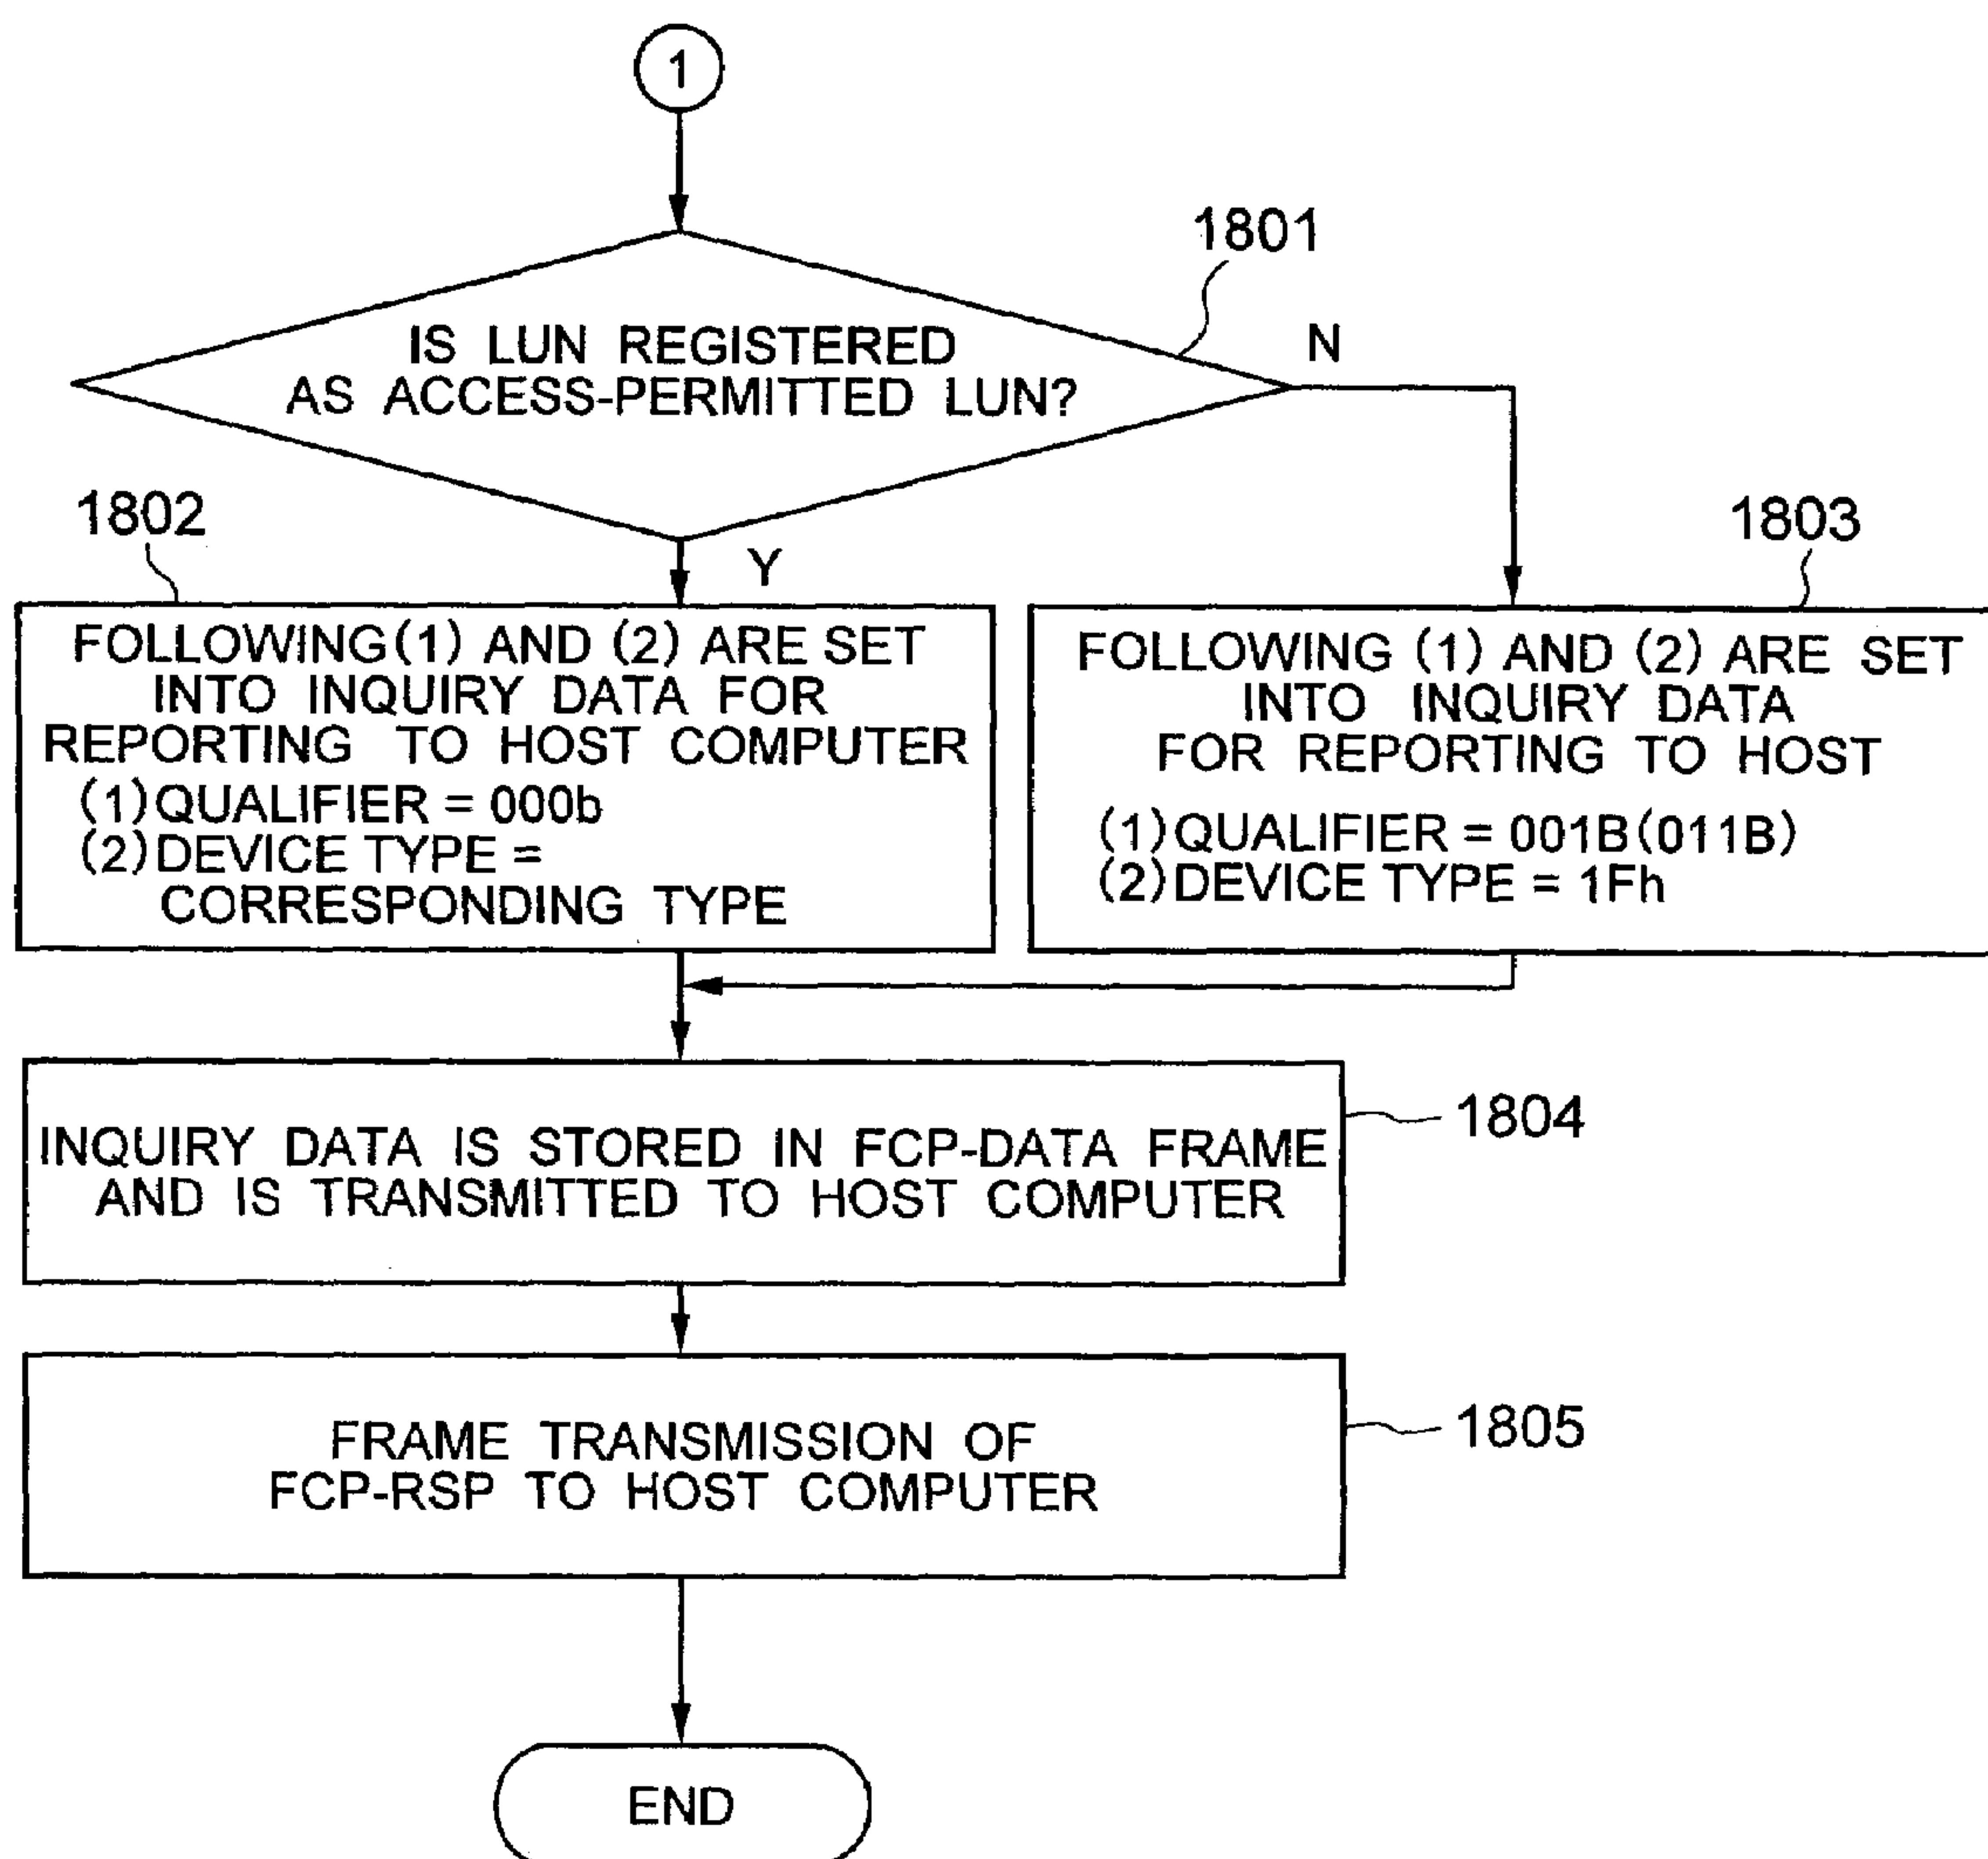 1
1801
IS LUN REGISTERED
AS ACCESS-PERMITTED LUN?
N
Y
1802
FOLLOWING(1) AND (2) ARE SET
INTO INQUIRY DATA FOR
REPORTING TO HOST COMPUTER
(1)QUALIFIER = 000b
(2)DEVICE TYPE =
CORRESPONDING TYPE
1803
FOLLOWING (1) AND (2) ARE SET
INTO INQUIRY DATA
FOR REPORTING TO HOST
(1)QUALIFIER = 001B(011B)
(2)DEVICE TYPE = 1Fh
INQUIRY DATA IS STORED IN FCP-DATA FRAME
AND IS TRANSMITTED TO HOST COMPUTER
1804
FRAME TRANSMISSION OF
FCP-RSP TO HOST COMPUTER
1805
END